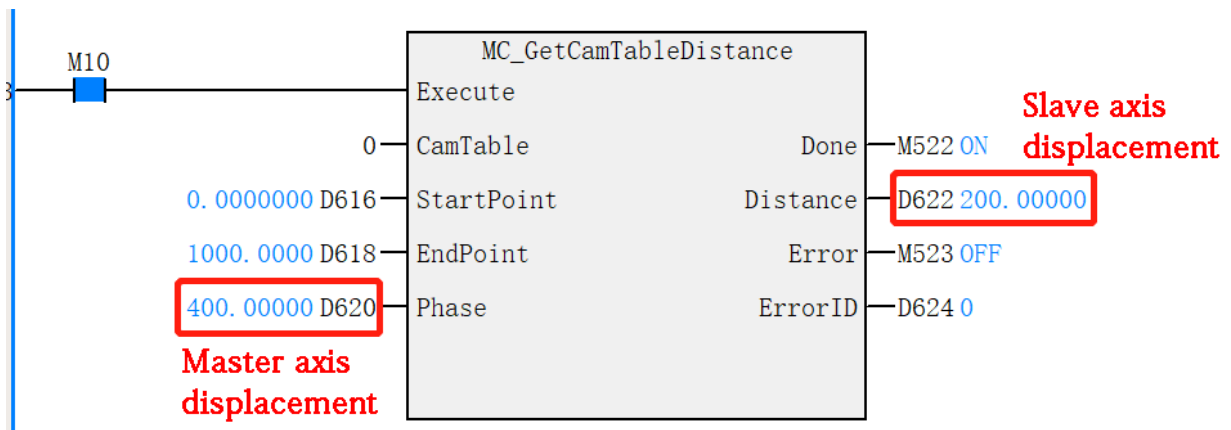 MC_GetCamTableDistance
M10
Execute
Slave axis
displacement
0 CamTable Done M522 ON
0.0000000 D616 StartPoint Distance D622 200.00000
1000.0000 D618 EndPoint Error M523 OFF
400.00000 D620 Phase ErrorID D624 0
Master axis
displacement